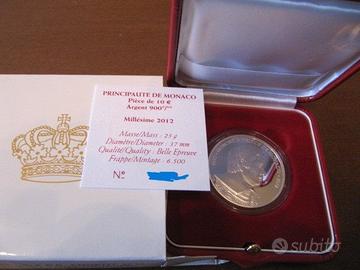 PRINCIPAUTE DE MONACO
Pièce de 10 €
Argent 900°/°°
Millésime 2012
Masse/Mass : 25 g
Diamètre/Diameter : 37 mm
Qualité/Quality : Belle Epreuve
Frappe/Mintage : 6.500
N°
subito